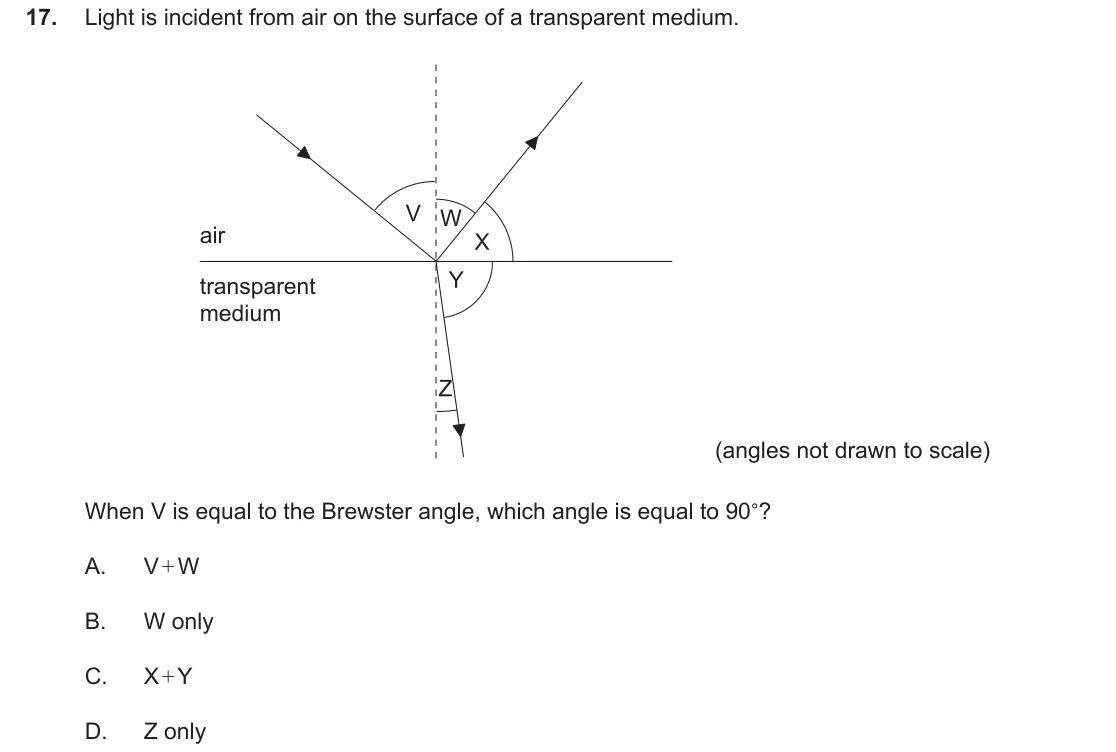 17. Light is incident from air on the surface of a transparent medium.
V W
X
air
Y
transparent
medium
Z
(angles not drawn to scale)
When V is equal to the Brewster angle, which angle is equal to 90°?
A. V+W
B. W only
C. X+Y
D. Z only